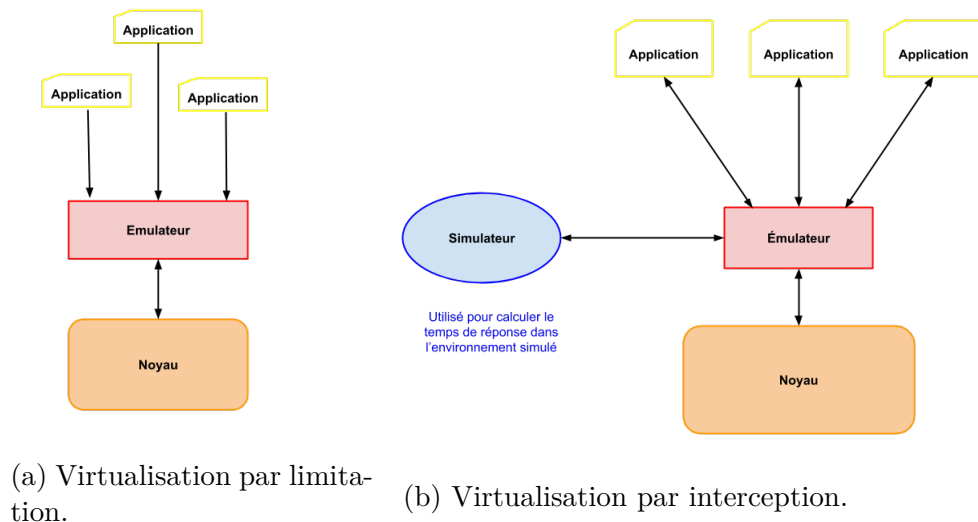 Application
Application
Application
Emulateur
Noyau
(a) Virtualisation par limita-
tion.
Application
Application
Application
Simulateur
Émulateur
Utilisé pour calculer le
temps de réponse dans
l'environnement simulé
Noyau
(b) Virtualisation par interception.